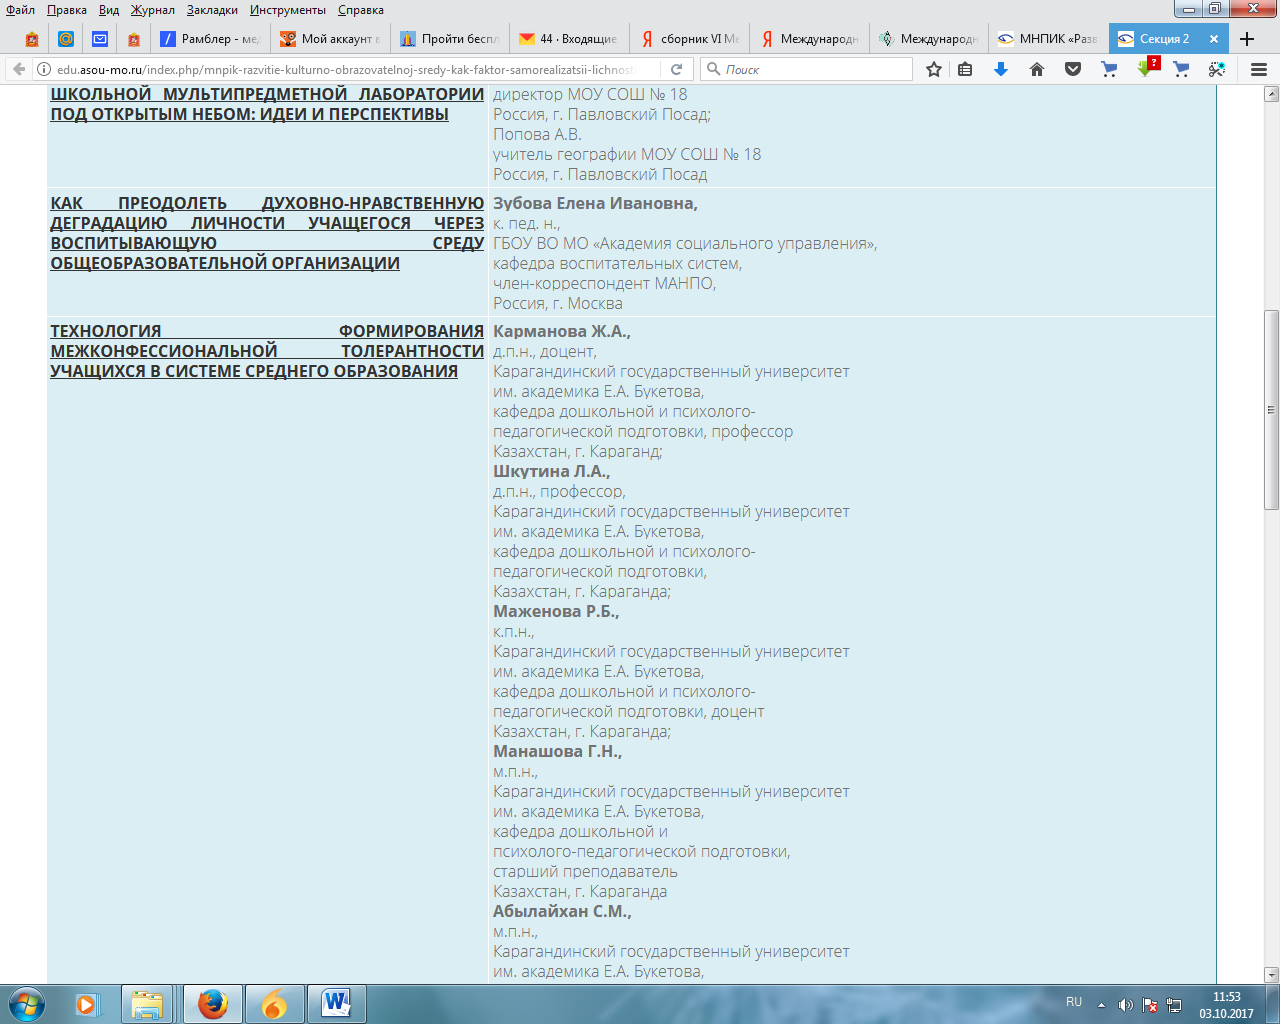 Файл Правка Вид Журнал Закладки Инструменты Справка
Рамблер - ме Мой аккаунт в Пройти беспл 44 · Входящие сборник VI Ме Международн Международн МНПИК «Разв Секция 2
edu.asou-mo.ru/index.php/mnpik-razvitie-kulturno-obrazovatelnoj-sredy-kak-faktor-samorealizatsii-lichnost Поиск
ШКОЛЬНОЙ МУЛЬТИПРЕДМЕТНОЙ ЛАБОРАТОРИИ
ПОД ОТКРЫТЫМ НЕБОМ: ИДЕИ И ПЕРСПЕКТИВЫ
директор МОУ СОШ № 18
Россия, г. Павловский Посад;
Попова А.В.
учитель географии МОУ СОШ № 18
Россия, г. Павловский Посад
КАК ПРЕОДОЛЕТЬ ДУХОВНО-НРАВСТВЕННУЮ
ДЕГРАДАЦИЮ ЛИЧНОСТИ УЧАЩЕГОСЯ ЧЕРЕЗ
ВОСПИТЫВАЮЩУЮ СРЕДУ
ОБЩЕОБРАЗОВАТЕЛЬНОЙ ОРГАНИЗАЦИИ
Зубова Елена Ивановна,
к. пед. н.,
ГБОУ ВО МО «Академия социального управления»,
кафедра воспитательных систем,
член-корреспондент МАНПО,
Россия, г. Москва
ТЕХНОЛОГИЯ ФОРМИРОВАНИЯ
МЕЖКОНФЕССИОНАЛЬНОЙ ТОЛЕРАНТНОСТИ
УЧАЩИХСЯ В СИСТЕМЕ СРЕДНЕГО ОБРАЗОВАНИЯ
Карманова Ж.А.,
д.п.н., доцент,
Карагандинский государственный университет
им. академика Е.А. Букетова,
кафедра дошкольной и психолого-
педагогической подготовки, профессор
Казахстан, г. Караганд;
Шкутина Л.А.,
д.п.н., профессор,
Карагандинский государственный университет
им. академика Е.А. Букетова,
кафедра дошкольной и психолого-
педагогической подготовки,
Казахстан, г. Караганда;
Маженова Р.Б.,
к.п.н.,
Карагандинский государственный университет
им. академика Е.А. Букетова,
кафедра дошкольной и психолого-
педагогической подготовки, доцент
Казахстан, г. Караганда;
Манашова Г.Н.,
м.п.н.,
Карагандинский государственный университет
им. академика Е.А. Букетова,
кафедра дошкольной и
психолого-педагогической подготовки,
старший преподаватель
Казахстан, г. Караганда
Абылайхан С.М.,
м.п.н.,
Карагандинский государственный университет
им. академика Е.А. Букетова,
RU
11:53
03.10.2017